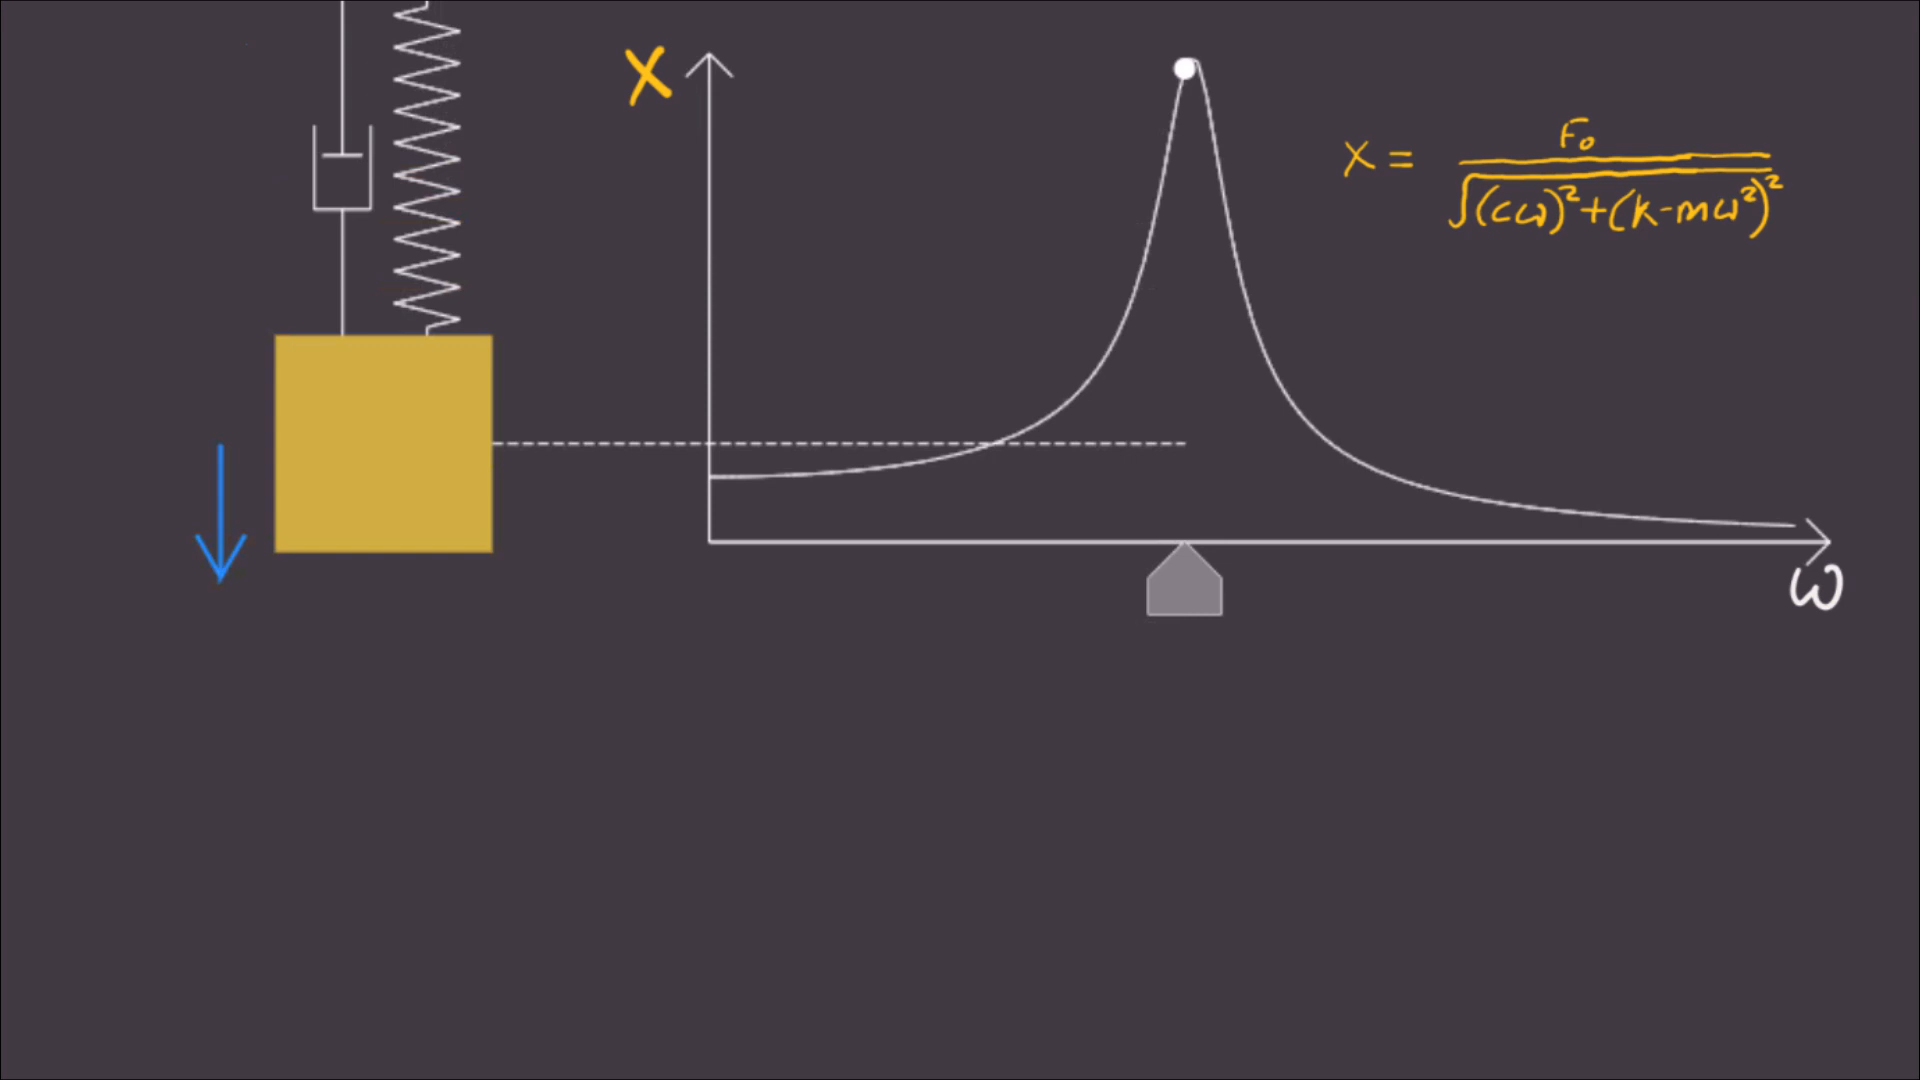 X
X = F₀ / √((cω)² + (k-mω²)²)
ω